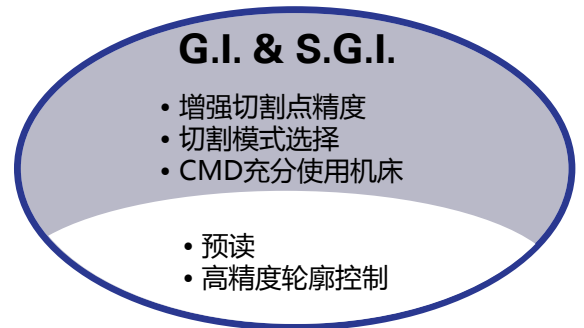 G.I. & S.G.I.
• 增强切割点精度
• 切割模式选择
• CMD充分使用机床
• 预读
• 高精度轮廓控制